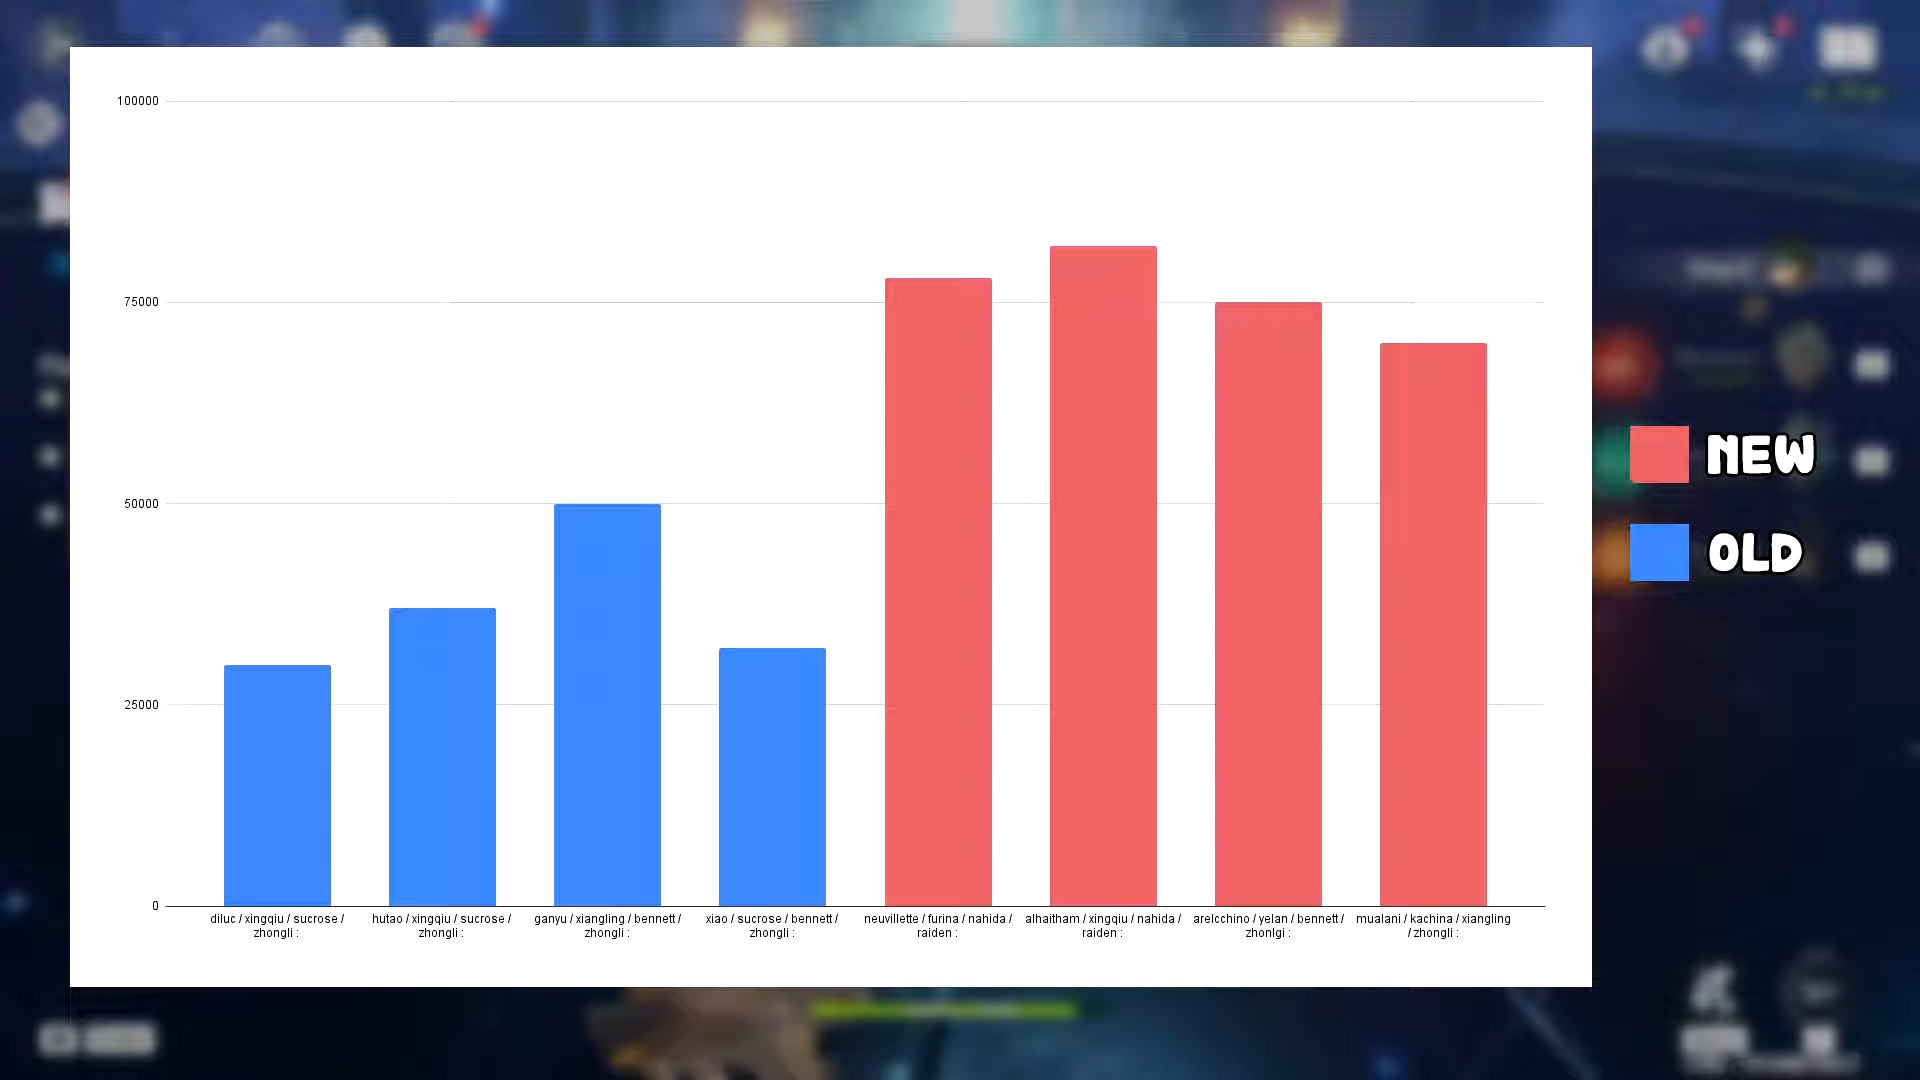 100000
75000
50000
25000
0
diluc / xingqiu / sucrose /
zhongli :
hutao / xingqiu / sucrose /
zhongli :
ganyu / xiangling / bennett /
zhongli :
xiao / sucrose / bennett /
zhongli :
neuvillette / furina / nahida /
raiden :
alhaitham / xingqiu / nahida /
raiden :
arelcchino / yelan / bennett /
zhonlgi :
mualani / kachina / xiangling
/ zhongli :
NEW
OLD